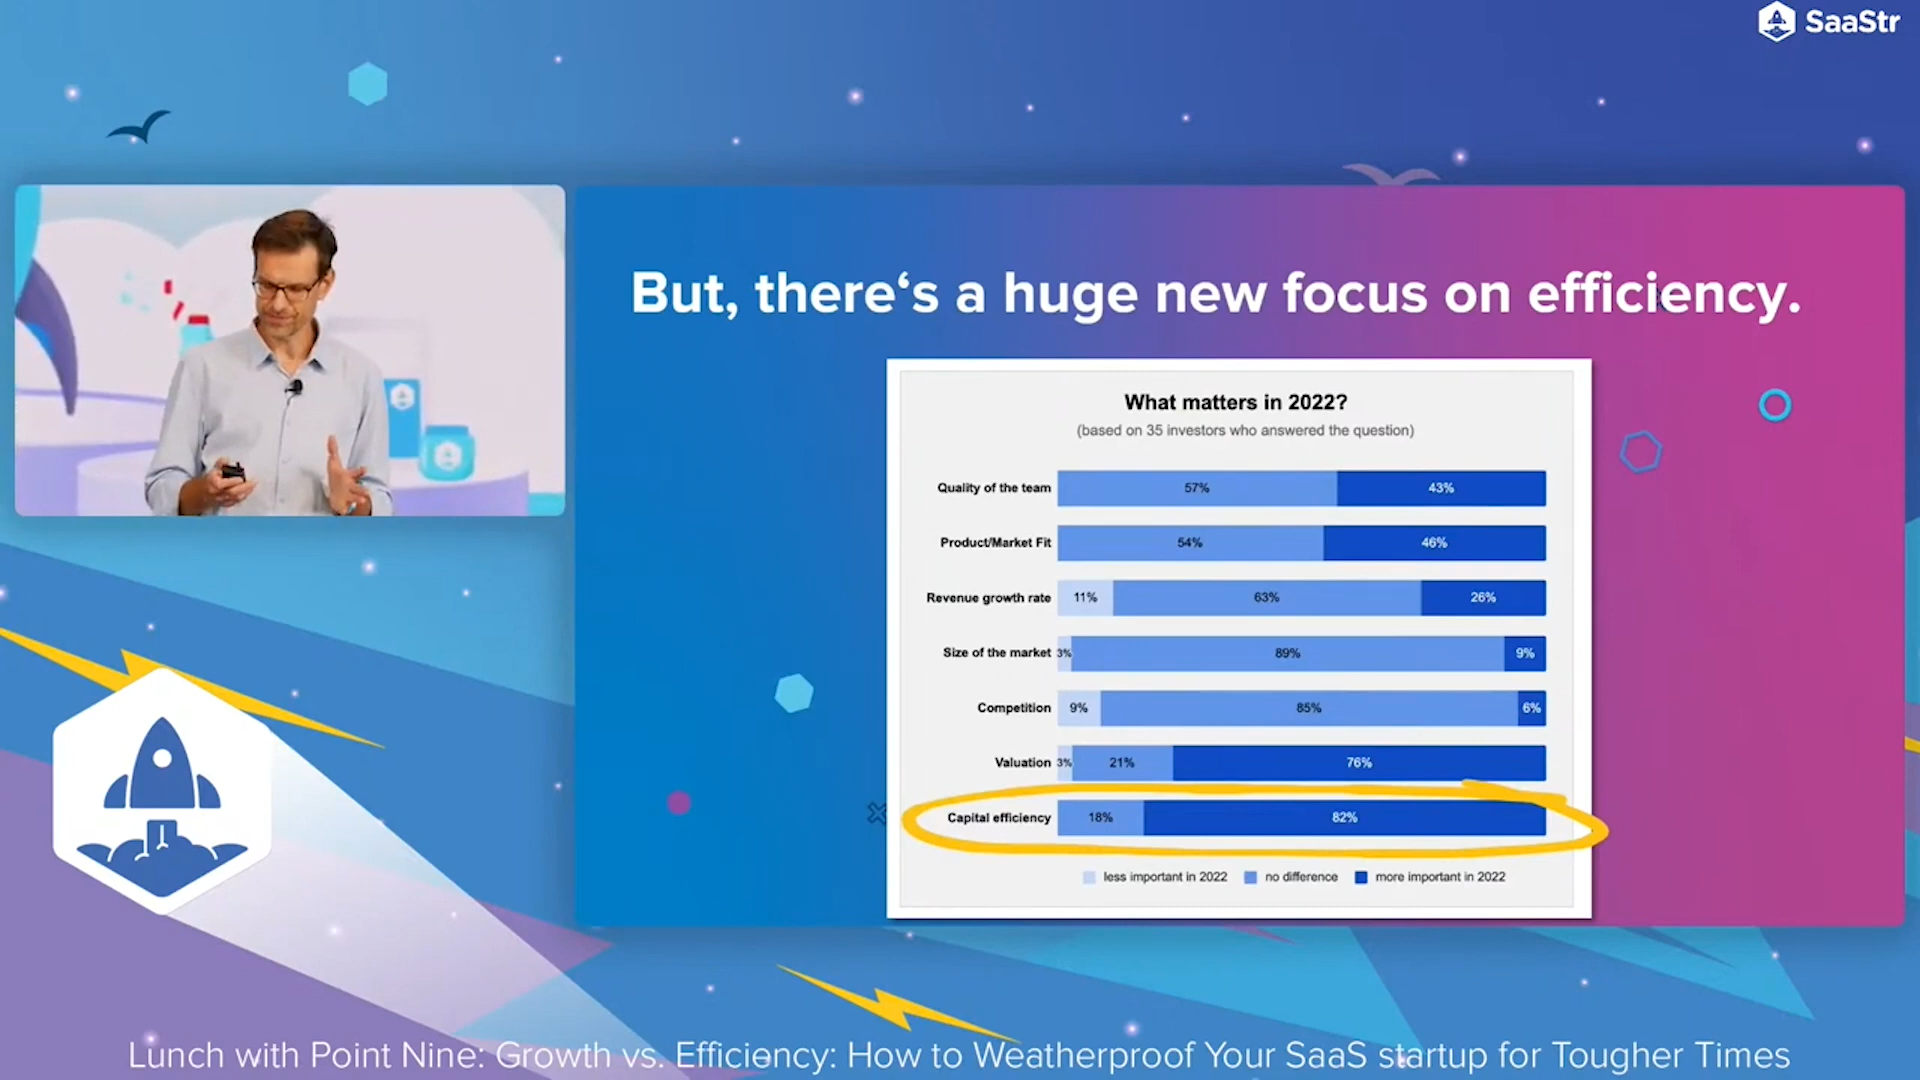 SaaStr
But, there‘s a huge new focus on efficiency.
What matters in 2022?
(based on 35 investors who answered the question)
Quality of the team 57% 43%
Product/Market Fit 54% 46%
Revenue growth rate 11% 63% 26%
Size of the market 3% 89% 9%
Competition 9% 85% 6%
Valuation 3% 21% 76%
Capital efficiency 18% 82%
less important in 2022 no difference more important in 2022
Lunch with Point Nine: Growth vs. Efficiency: How to Weatherproof Your SaaS startup for Tougher Times